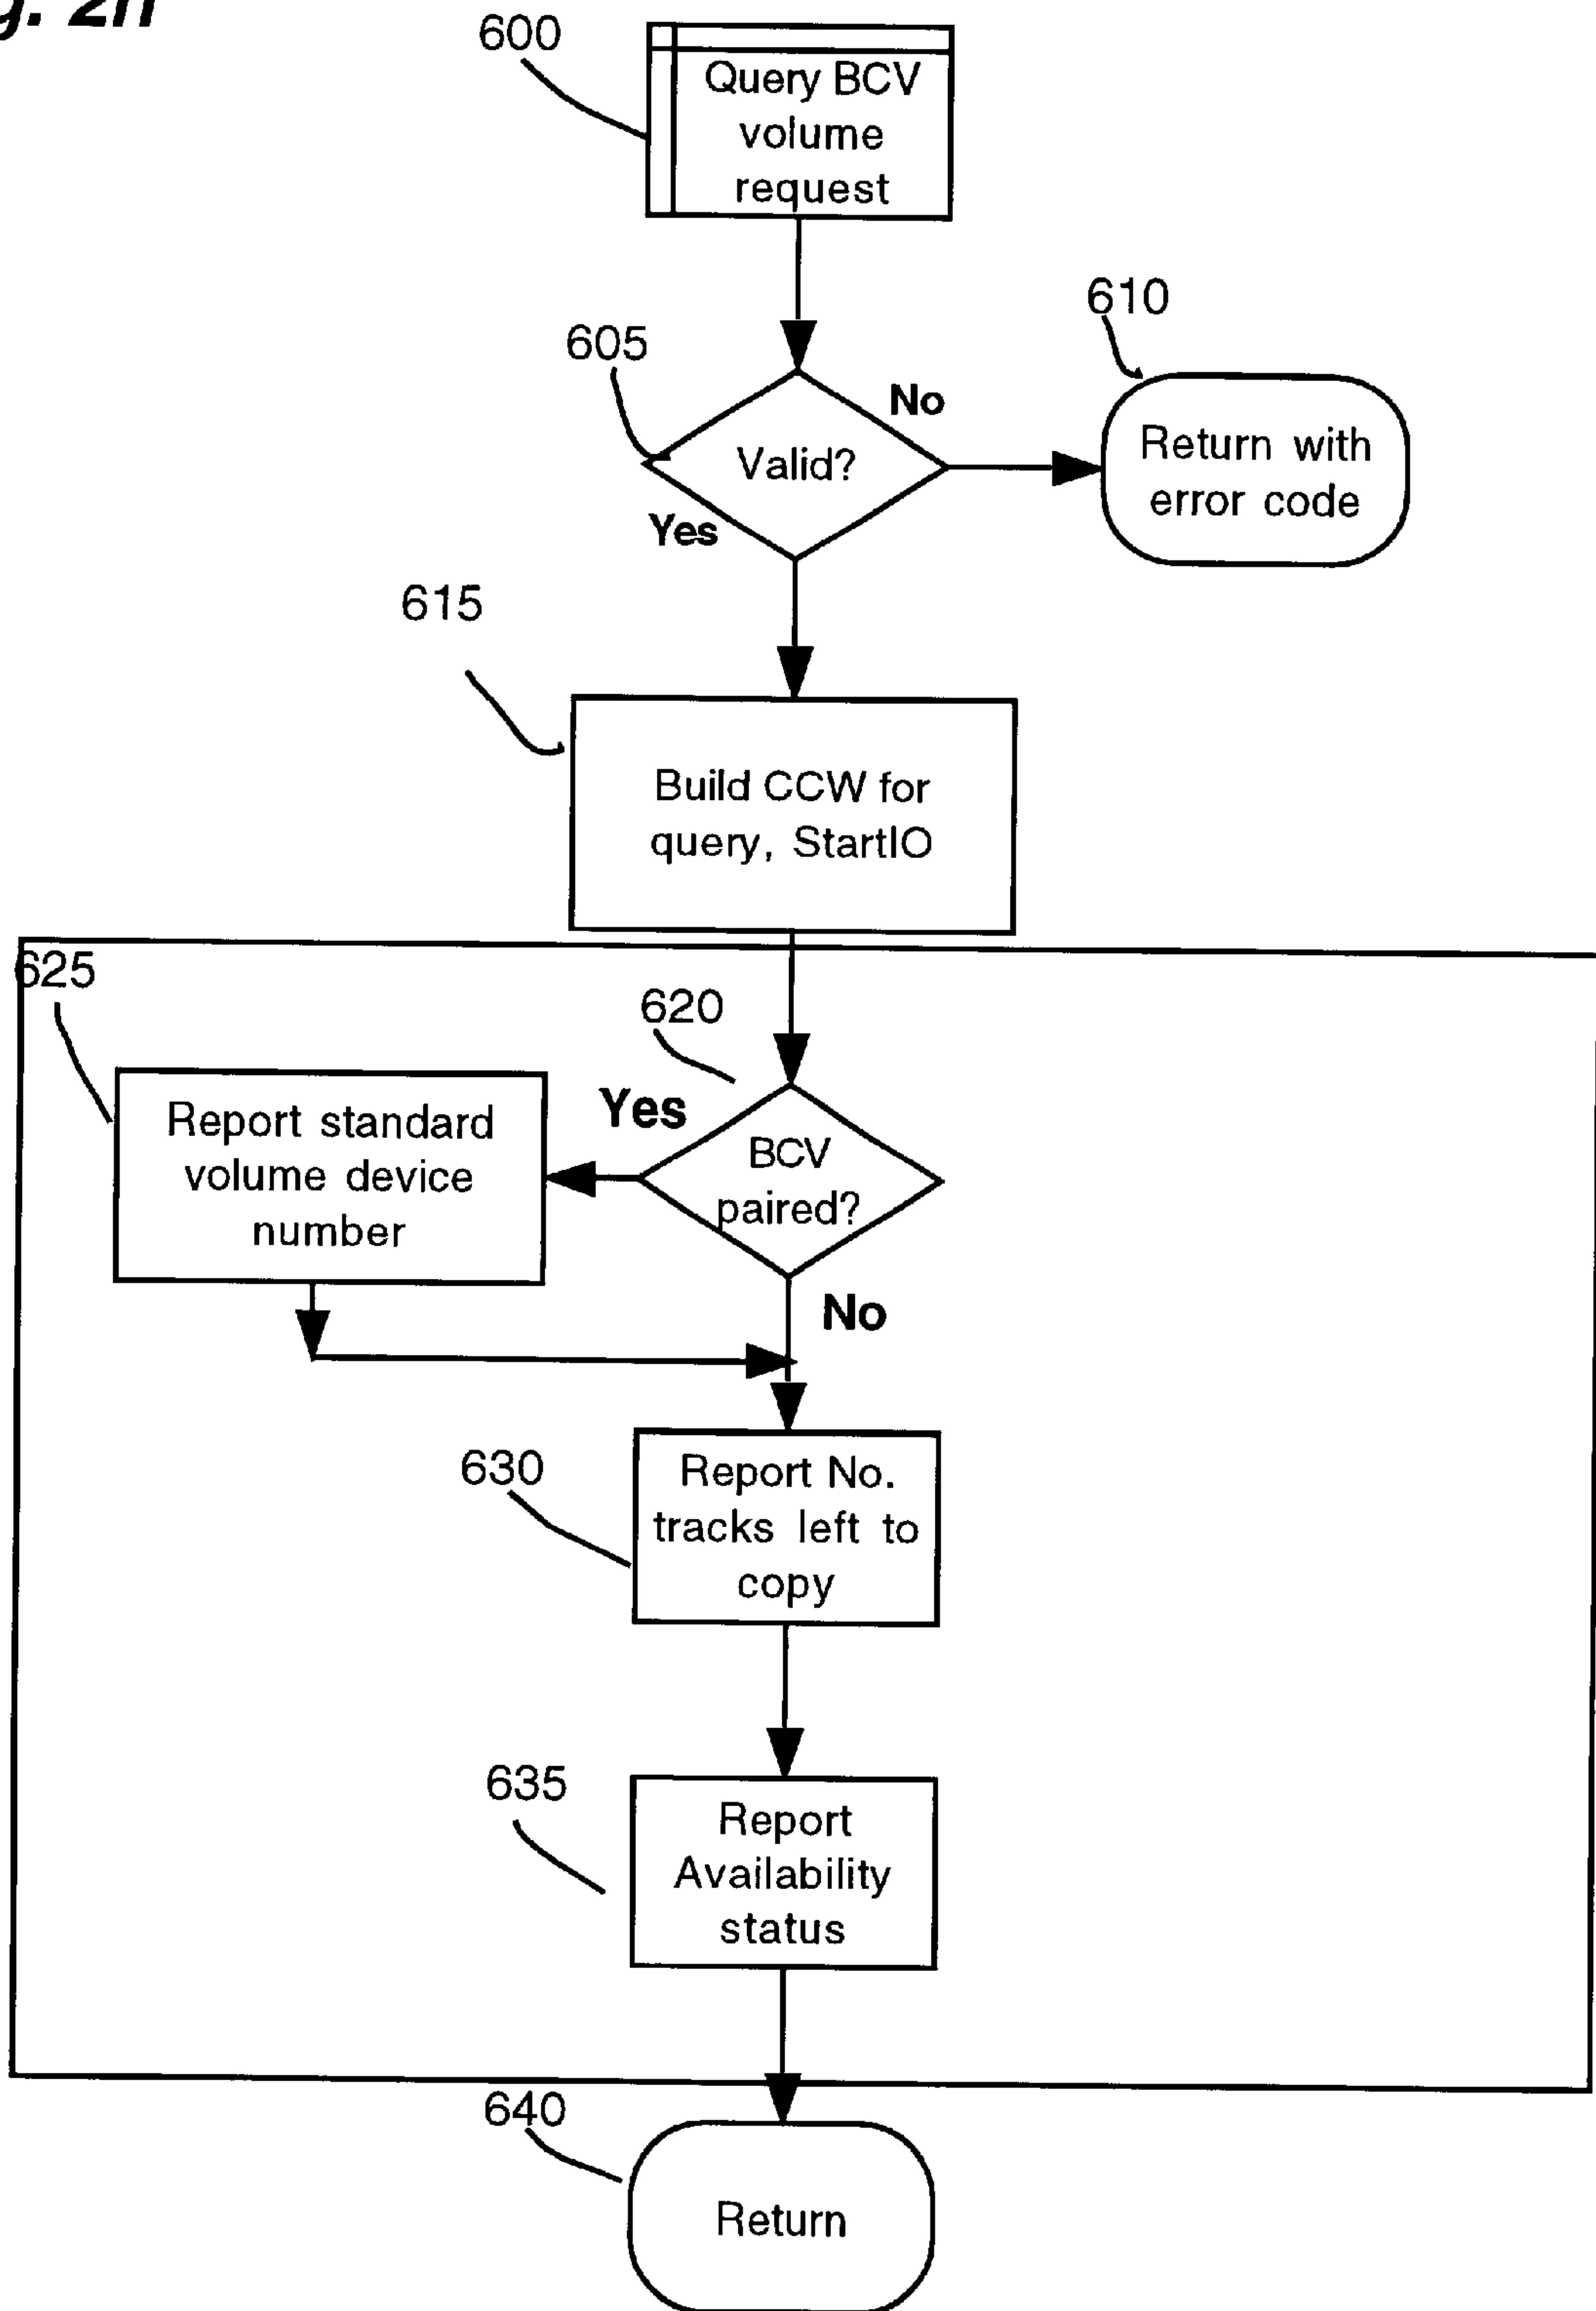 600
Query BCV
volume
request
605
610
No
Valid?
Return with
error code
Yes
615
Build CCW for
query, StartIO
625
620
Yes
Report standard
volume device
number
BCV
paired?
No
630
Report No.
tracks left to
copy
635
Report
Availability
status
640
Return